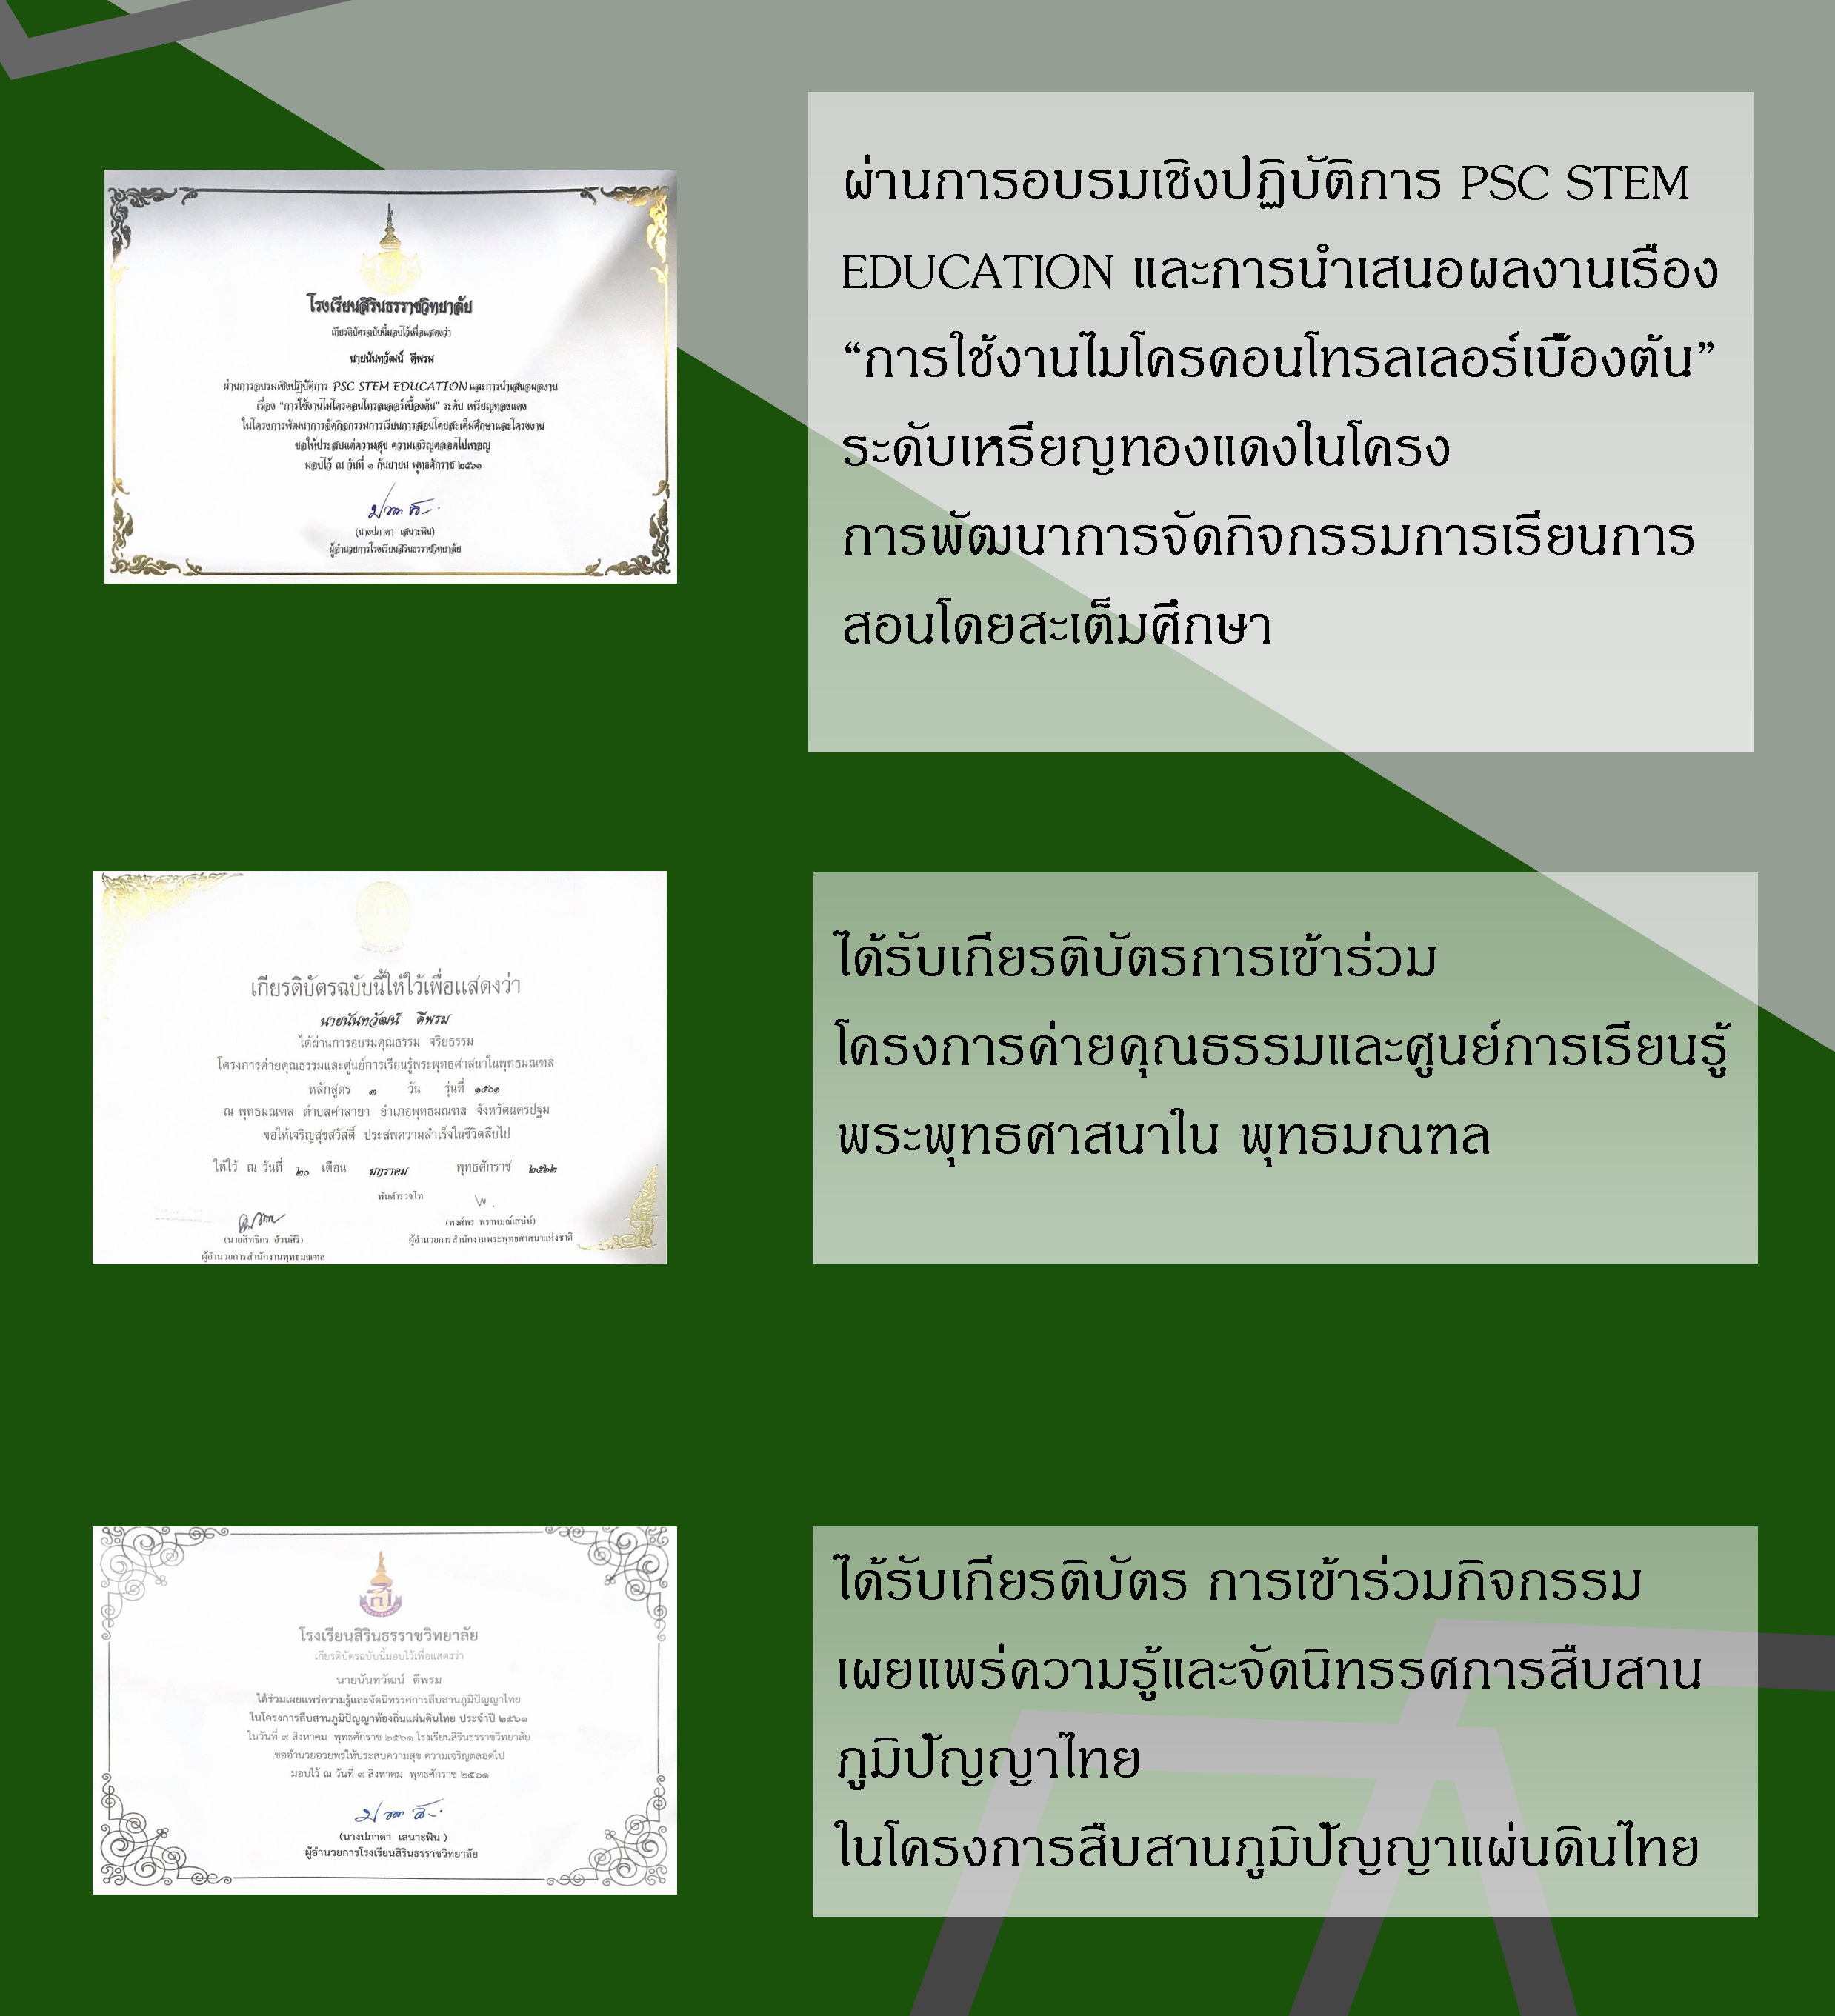 โรงเรียนสิรินธรราชวิทยาลัย
เกียรติบัตรฉบับนี้มอบไว้เพื่อแสดงว่า
นายนันทวัฒน์ ดีพรม
ผ่านการอบรมเชิงปฏิบัติการ PSC STEM EDUCATION และการนำเสนอผลงาน
เรื่อง “การใช้งานไมโครคอนโทรลเลอร์เบื้องต้น” ระดับ เหรียญทองแดง
ในโครงการพัฒนาการจัดกิจกรรมการเรียนการสอนโดยสะเต็มศึกษาและโครงงาน
ขอให้ประสบแต่ความสุข ความเจริญตลอดไปเทอญ
มอบไว้ ณ วันที่ ๑ กันยายน พุทธศักราช ๒๕๖๑
(นางปภาดา เสนาะพิน)
ผู้อำนวยการโรงเรียนสิรินธรราชวิทยาลัย
ผ่านการอบรมเชิงปฏิบัติการ PSC STEM
EDUCATION และการนำเสนอผลงานเรื่อง
“การใช้งานไมโครคอนโทรลเลอร์เบื้องต้น”
ระดับเหรียญทองแดงในโครง
การพัฒนาการจัดกิจกรรมการเรียนการ
สอนโดยสะเต็มศึกษา
เกียรติบัตรฉบับนี้ให้ไว้เพื่อแสดงว่า
นายนันทวัฒน์ ดีพรม
ได้ผ่านการอบรมคุณธรรม จริยธรรม
โครงการค่ายคุณธรรมและศูนย์การเรียนรู้พระพุทธศาสนาในพุทธมณฑล
หลักสูตร ๓ วัน รุ่นที่ ๑๕๐๑
ณ พุทธมณฑล ตำบลศาลายา อำเภอพุทธมณฑล จังหวัดนครปฐม
ขอให้เจริญสุขสวัสดิ์ ประสพความสำเร็จในชีวิตสืบไป
ให้ไว้ ณ วันที่ ๒๐ เดือน มกราคม พุทธศักราช ๒๕๖๒
พันตำรวจโท
(พงศ์พร พราหมณ์เสน่ห์)
(นายสิทธิกร อ้วนศิริ)
ผู้อำนวยการสำนักงานพระพุทธศาสนาแห่งชาติ
ผู้อำนวยการสำนักงานพุทธมณฑล
ได้รับเกียรติบัตรการเข้าร่วม
โครงการค่ายคุณธรรมและศูนย์การเรียนรู้
พระพุทธศาสนาใน พุทธมณฑล
โรงเรียนสิรินธรราชวิทยาลัย
เกียรติบัตรฉบับนี้มอบไว้เพื่อแสดงว่า
นายนันทวัฒน์ ดีพรม
ได้ร่วมเผยแพร่ความรู้และจัดนิทรรศการสืบสานภูมิปัญญาไทย
ในโครงการสืบสานภูมิปัญญาท้องถิ่นแผ่นดินไทย ประจำปี ๒๕๖๑
ในวันที่ ๙ สิงหาคม พุทธศักราช ๒๕๖๑ โรงเรียนสิรินธรราชวิทยาลัย
ขออำนวยอวยพรให้ประสบความสุข ความเจริญตลอดไป
มอบไว้ ณ วันที่ ๙ สิงหาคม พุทธศักราช ๒๕๖๑
(นางปภาดา เสนาะพิน )
ผู้อำนวยการโรงเรียนสิรินธรราชวิทยาลัย
ได้รับเกียรติบัตร การเข้าร่วมกิจกรรม
เผยแพร่ความรู้และจัดนิทรรศการสืบสาน
ภูมิปัญญาไทย
ในโครงการสืบสานภูมิปัญญาแผ่นดินไทย